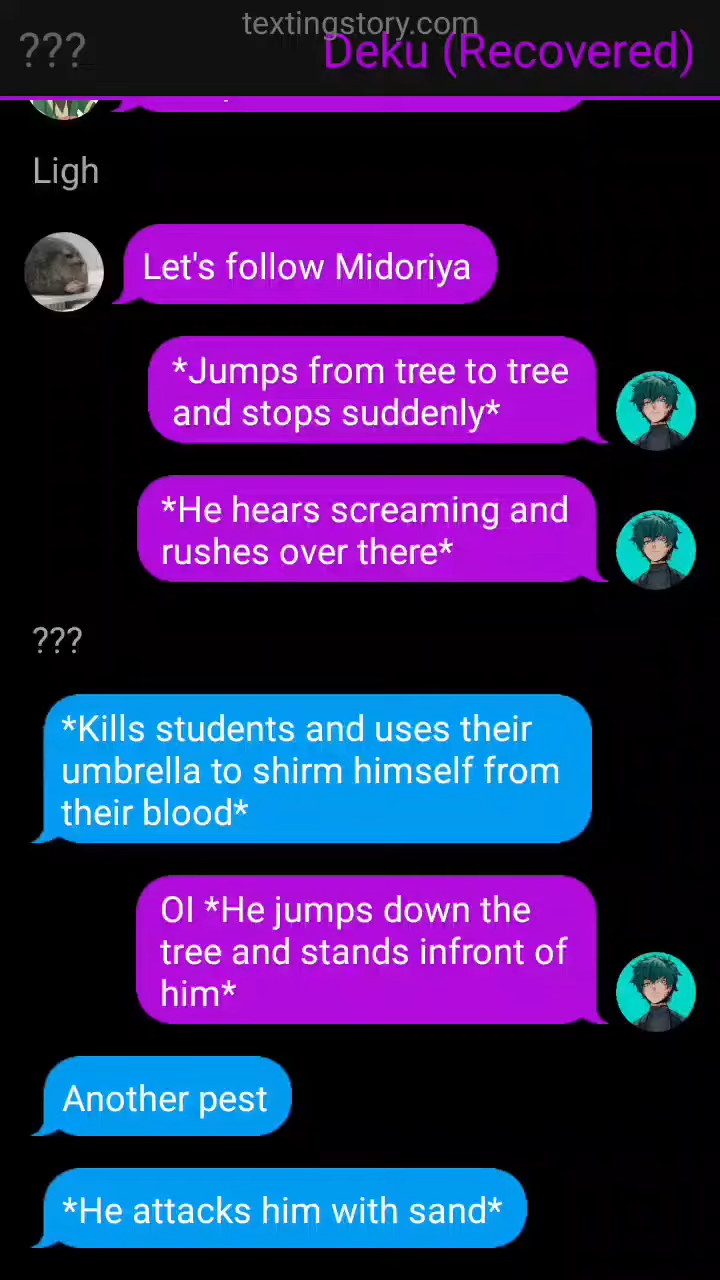 textingstory.com
???
Deku (Recovered)
Ligh
Let's follow Midoriya
*Jumps from tree to tree
and stops suddenly*
*He hears screaming and
rushes over there*
???
*Kills students and uses their
umbrella to shirm himself from
their blood*
OI *He jumps down the
tree and stands infront of
him*
Another pest
*He attacks him with sand*